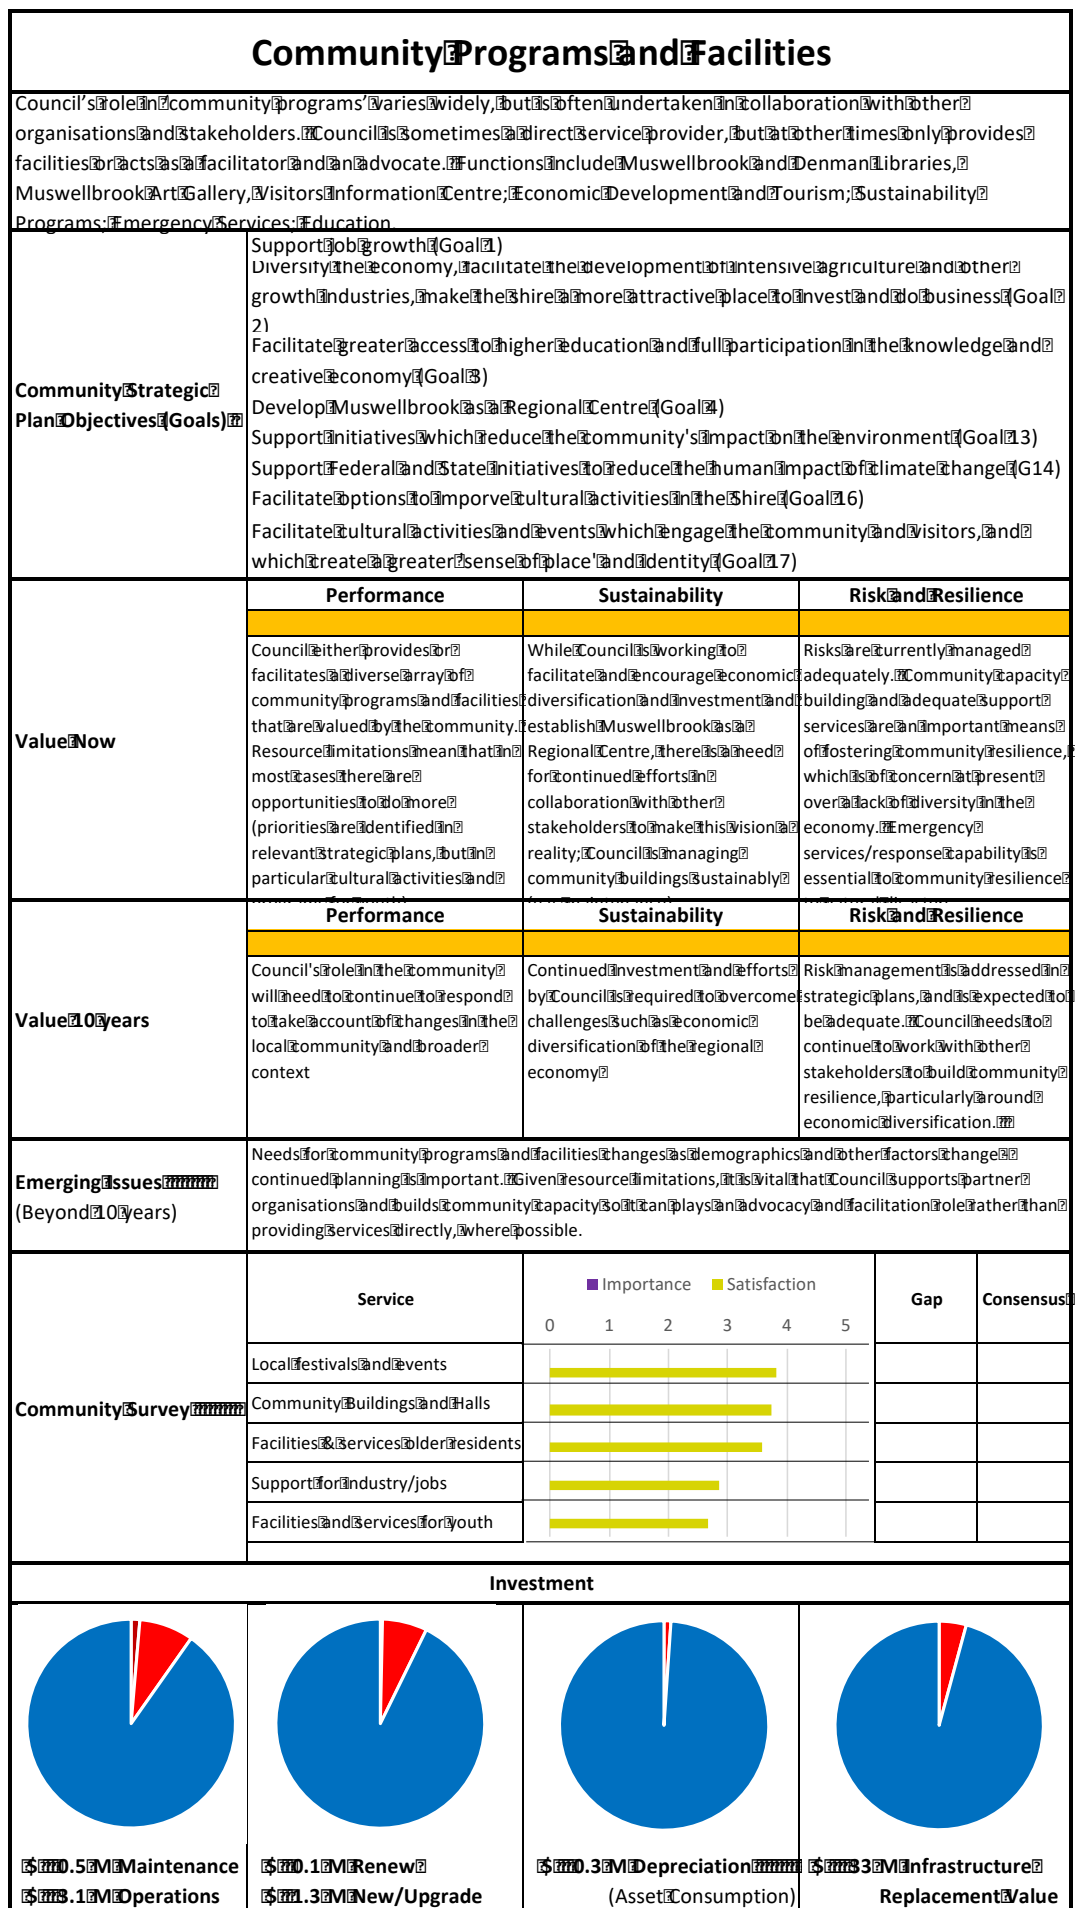 Community Programs and Facilities
Council's role in 'community programs' varies widely, but is often undertaken in collaboration with other
organisations and stakeholders. Council is sometimes a direct service provider, but at other times only provides
facilities or acts as a facilitator and an advocate. Functions include Muswellbrook and Denman Libraries,
Muswellbrook Art Gallery, Visitors Information Centre; Economic Development and Tourism; Sustainability
Programs; Emergency Services; Education.
Community Strategic
Plan Objectives (Goals)
Support job growth (Goal 1)
Diversify the economy, facilitate the development of intensive agriculture and other
growth industries, make the shire a more attractive place to invest and do business (Goal
2)
Facilitate greater access to higher education and full participation in the knowledge and
creative economy (Goal 3)
Develop Muswellbrook as a Regional Centre (Goal 4)
Support initiatives which reduce the community's impact on the environment (Goal 13)
Support Federal and State initiatives to reduce the human impact of climate change (G14)
Facilitate options to imporve cultural activities in the Shire (Goal 16)
Facilitate cultural activities and events which engage the community and visitors, and
which create a greater 'sense of place' and identity (Goal 17)
Value Now
Performance
Council either provides or
facilitates a diverse array of
community programs and facilities
that are valued by the community.
Resource limitations mean that in
most cases there are
opportunities to do more
(priorities are identified in
relevant strategic plans, but in
particular cultural activities and
Sustainability
While Council is working to
facilitate and encourage economic
diversification and investment and
establish Muswellbrook as a
Regional Centre, there is a need
for continued efforts in
collaboration with other
stakeholders to make this vision a
reality; Council is managing
community buildings sustainably
Risk and Resilience
Risks are currently managed
adequately. Community capacity
building and adequate support
services are an important means
of fostering community resilience,
which is of concern at present
over a lack of diversity in the
economy. Emergency
services/response capability is
essential to community resilience
Value 10 years
Performance
Council's role in the community
will need to continue to respond
to take account of changes in the
local community and broader
context
Sustainability
Continued investment and efforts
by Council is required to overcome
challenges such as economic
diversification of the regional
economy
Risk and Resilience
Risk management is addressed in
strategic plans, and is expected to
be adequate. Council needs to
continue to work with other
stakeholders to build community
resilience, particularly around
economic diversification.
Emerging Issues
(Beyond 10 years)
Needs for community programs and facilities changes as demographics and other factors change -
continued planning is important. Given resource limitations, it is vital that Council supports partner
organisations and builds community capacity so it can plays an advocacy and facilitation role rather than
providing services directly, where possible.
Community Survey
Service
Importance Satisfaction
0 1 2 3 4 5
Gap
Consensus
Local festivals and events
Community Buildings and Halls
Facilities & services older residents
Support for industry/jobs
Facilities and services for youth
Investment
$ 0.5 M Maintenance
$ 3.1 M Operations
$ 0.1 M Renew
$ 1.3 M New/Upgrade
$ 0.3 M Depreciation
(Asset Consumption)
$ 33 M Infrastructure
Replacement Value